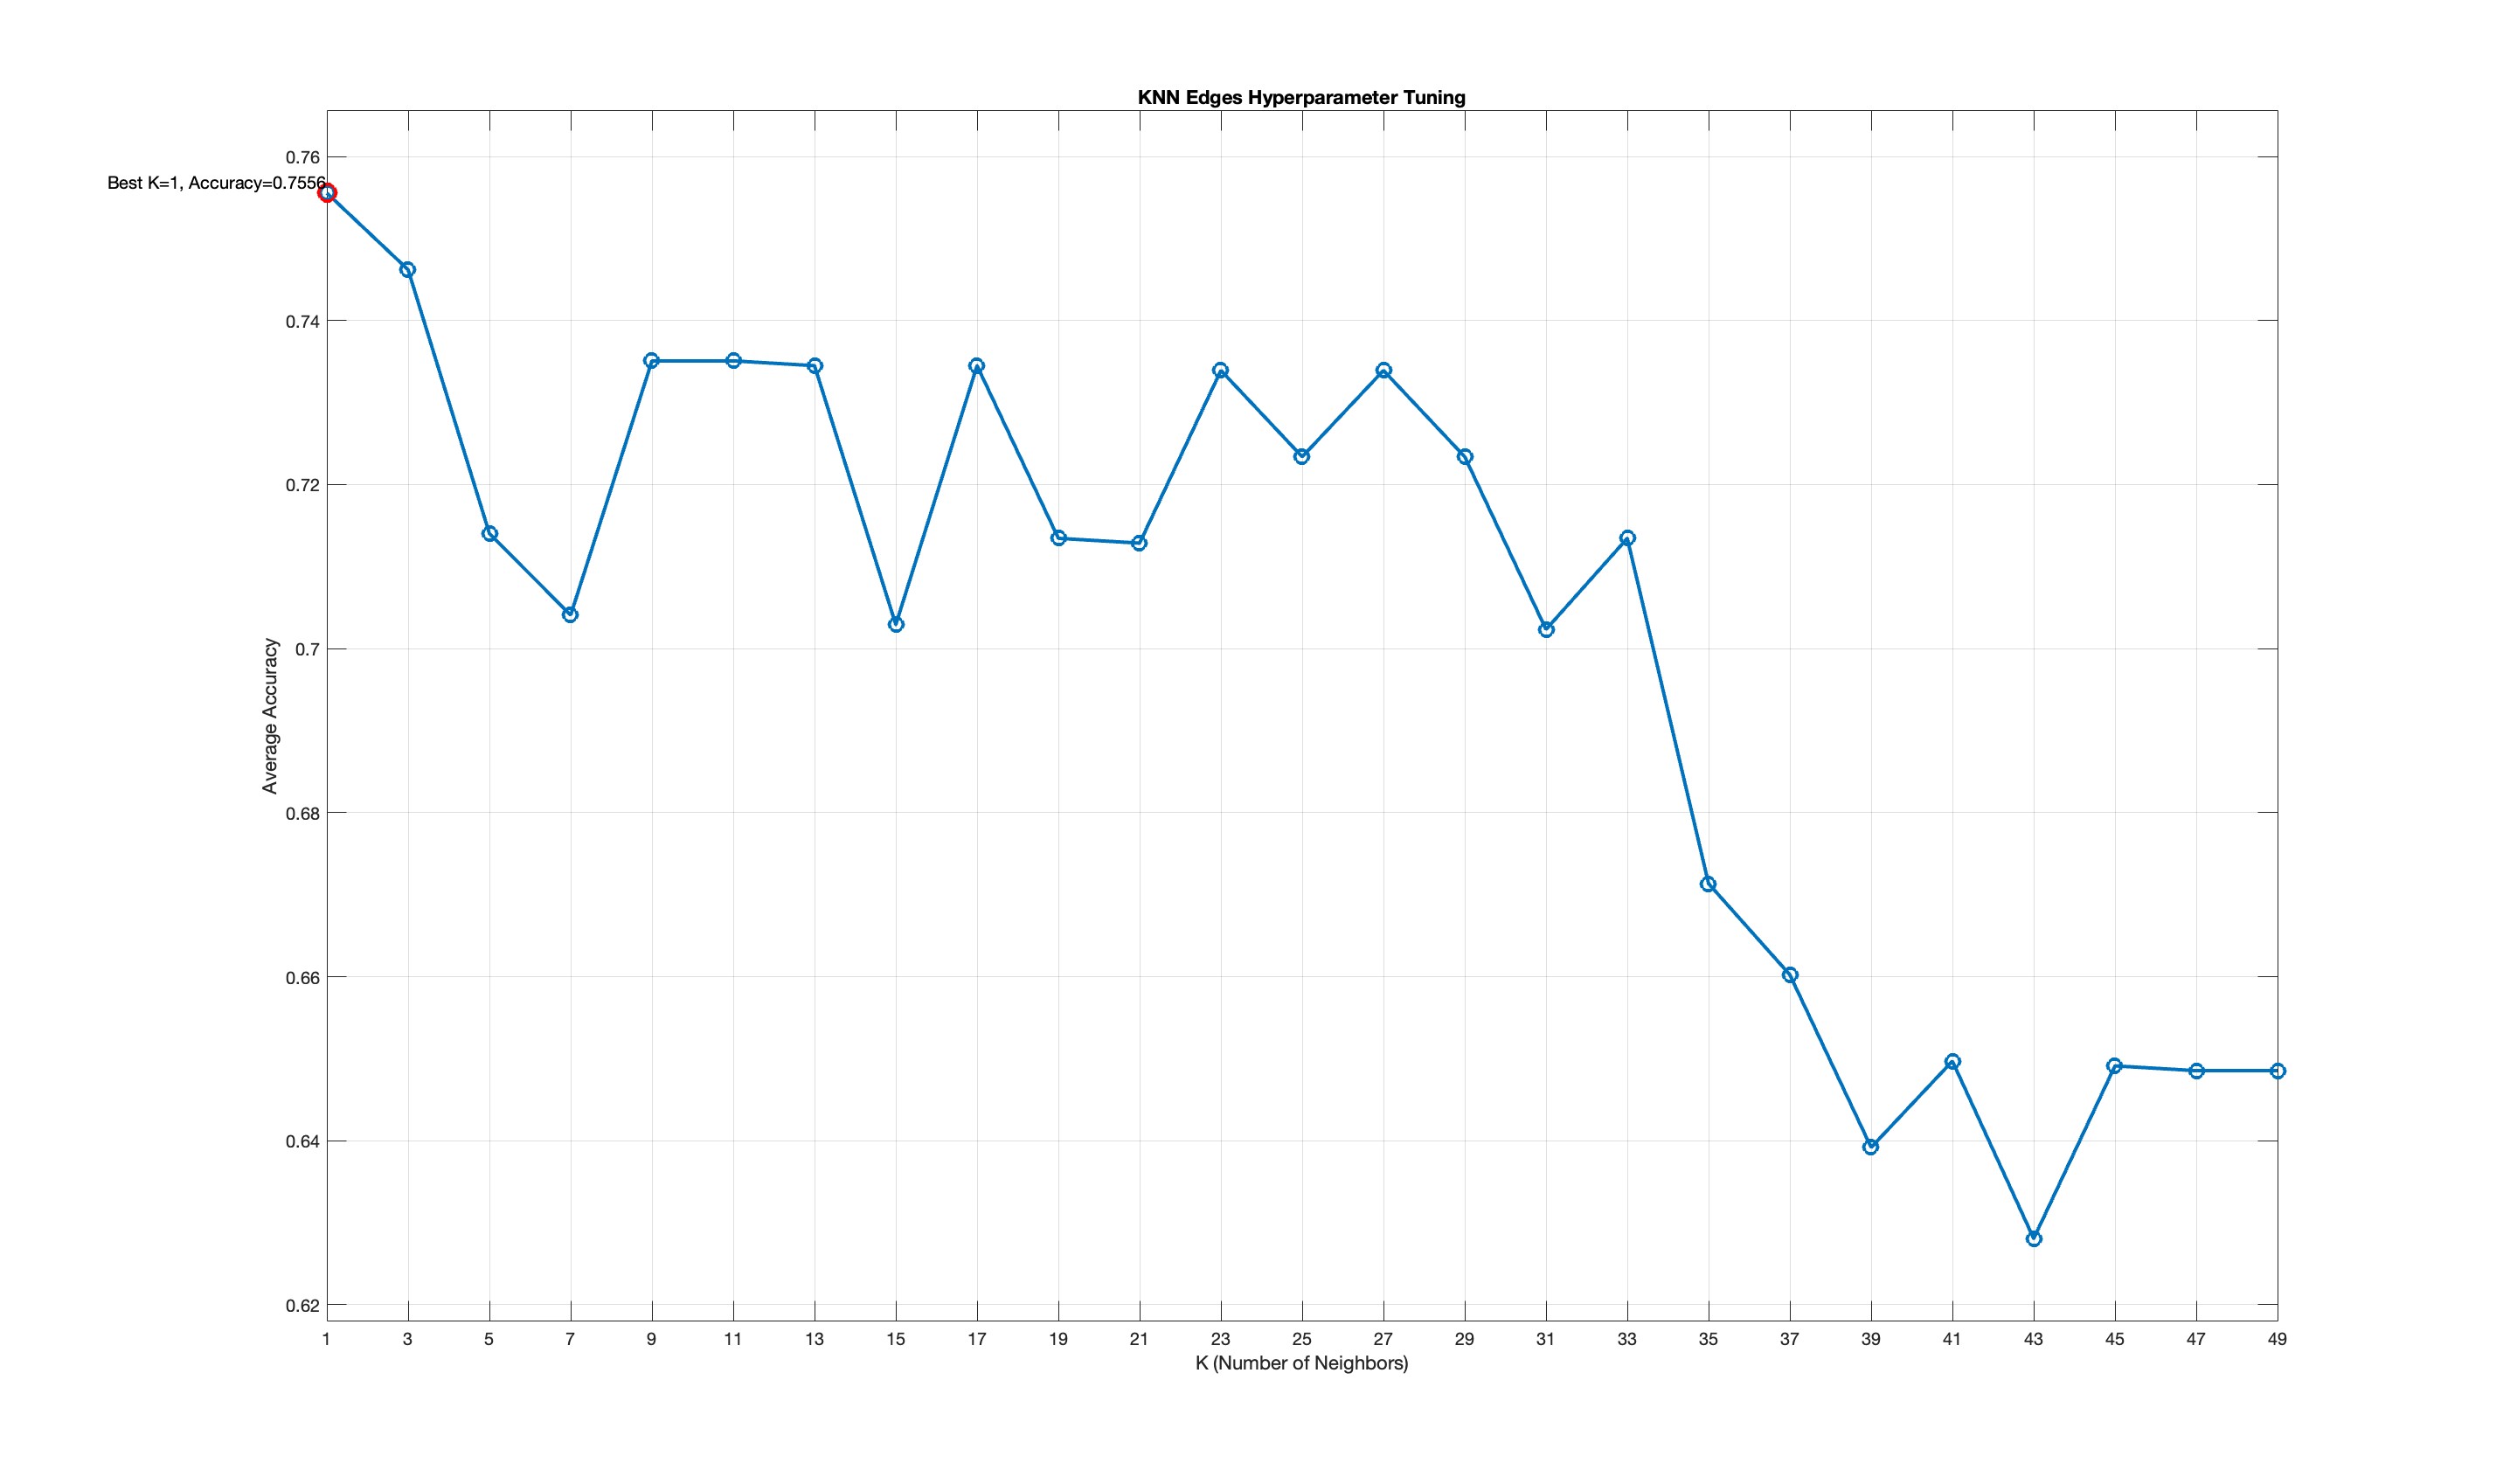 KNN Edges Hyperparameter Tuning
Best K=1, Accuracy=0.7556
0.76
0.74
0.72
0.7
0.68
0.66
0.64
0.62
Average Accuracy
1 3 5 7 9 11 13 15 17 19 21 23 25 27 29 31 33 35 37 39 41 43 45 47 49
K (Number of Neighbors)